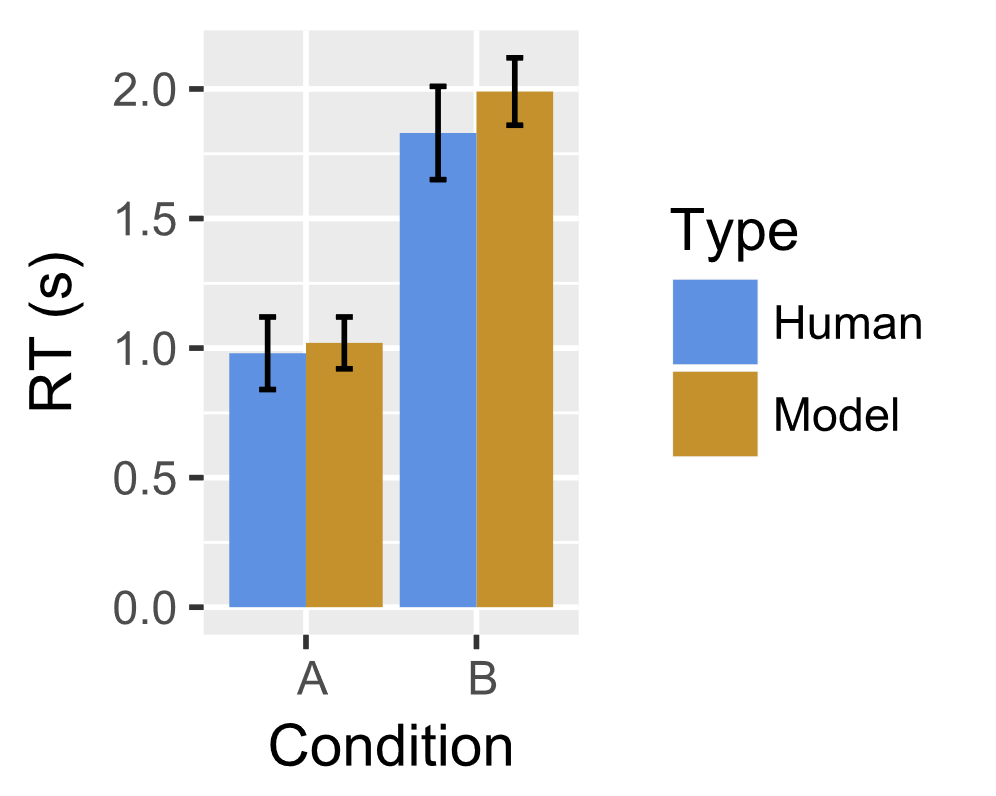 RT (s)
2.0
1.5
1.0
0.5
0.0
A B
Condition
Type
Human
Model